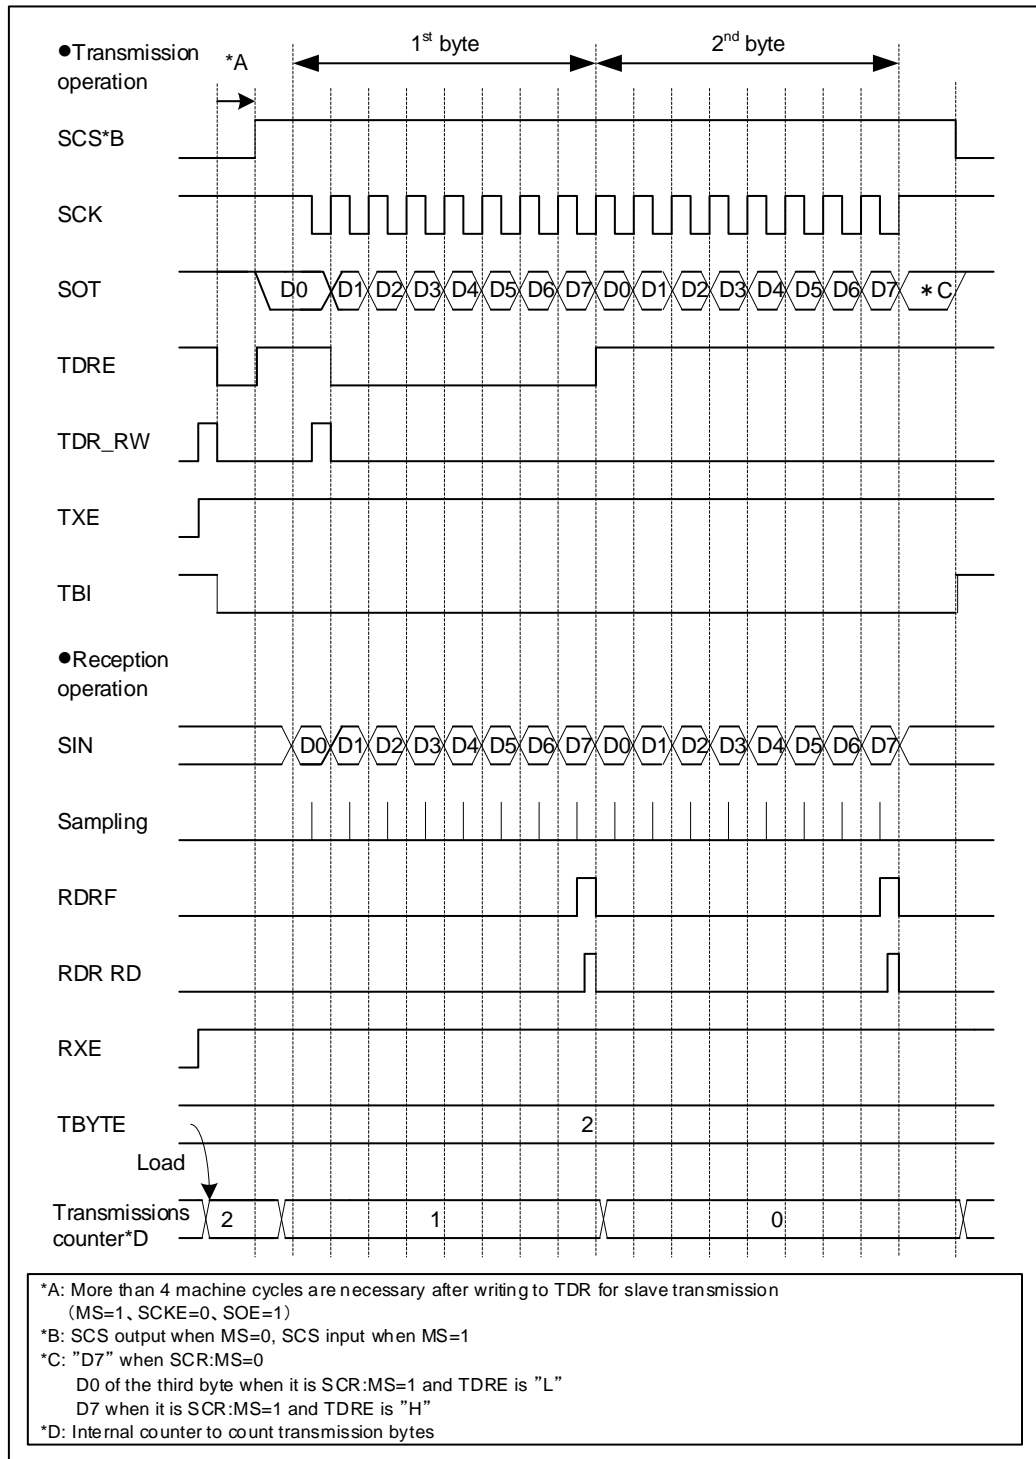 ●Transmission
operation
*A
1st byte
2nd byte
SCS*B
SCK
SOT
D0 D1 D2 D3 D4 D5 D6 D7 D0 D1 D2 D3 D4 D5 D6 D7 *C
TDRE
TDR_RW
TXE
TBI
●Reception
operation
SIN
D0 D1 D2 D3 D4 D5 D6 D7 D0 D1 D2 D3 D4 D5 D6 D7
Sampling
RDRF
RDR RD
RXE
TBYTE
2
Load
Transmissions
counter*D
2 1 0
*A: More than 4 machine cycles are necessary after writing to TDR for slave transmission
(MS=1、SCKE=0、SOE=1)
*B: SCS output when MS=0, SCS input when MS=1
*C: ”D7” when SCR:MS=0
D0 of the third byte when it is SCR:MS=1 and TDRE is ”L”
D7 when it is SCR:MS=1 and TDRE is ”H”
*D: Internal counter to count transmission bytes